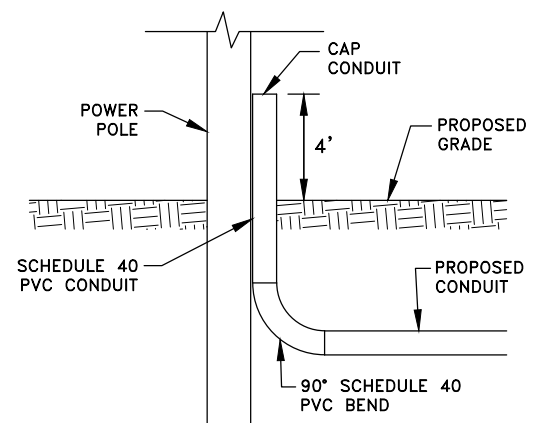 CAP
CONDUIT
POWER
POLE
4'
PROPOSED
GRADE
SCHEDULE 40
PVC CONDUIT
PROPOSED
CONDUIT
90° SCHEDULE 40
PVC BEND